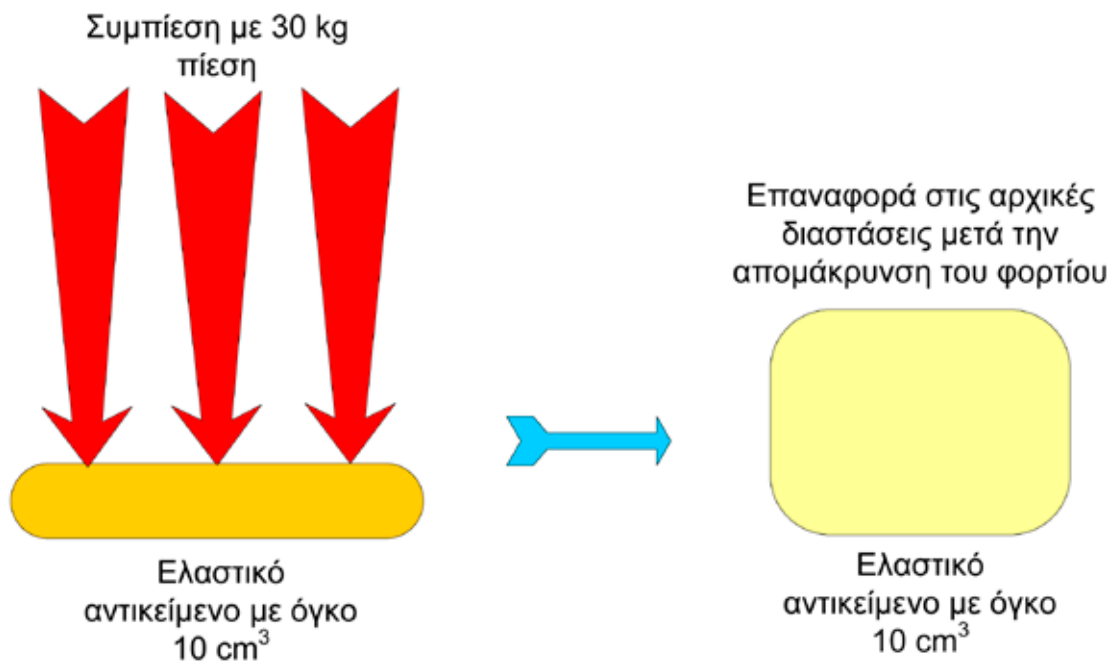 Συμπίεση με 30 kg
πίεση
Επαναφορά στις αρχικές
διαστάσεις μετά την
απομάκρυνση του φορτίου
Ελαστικό
αντικείμενο με όγκο
10 cm³
Ελαστικό
αντικείμενο με όγκο
10 cm³